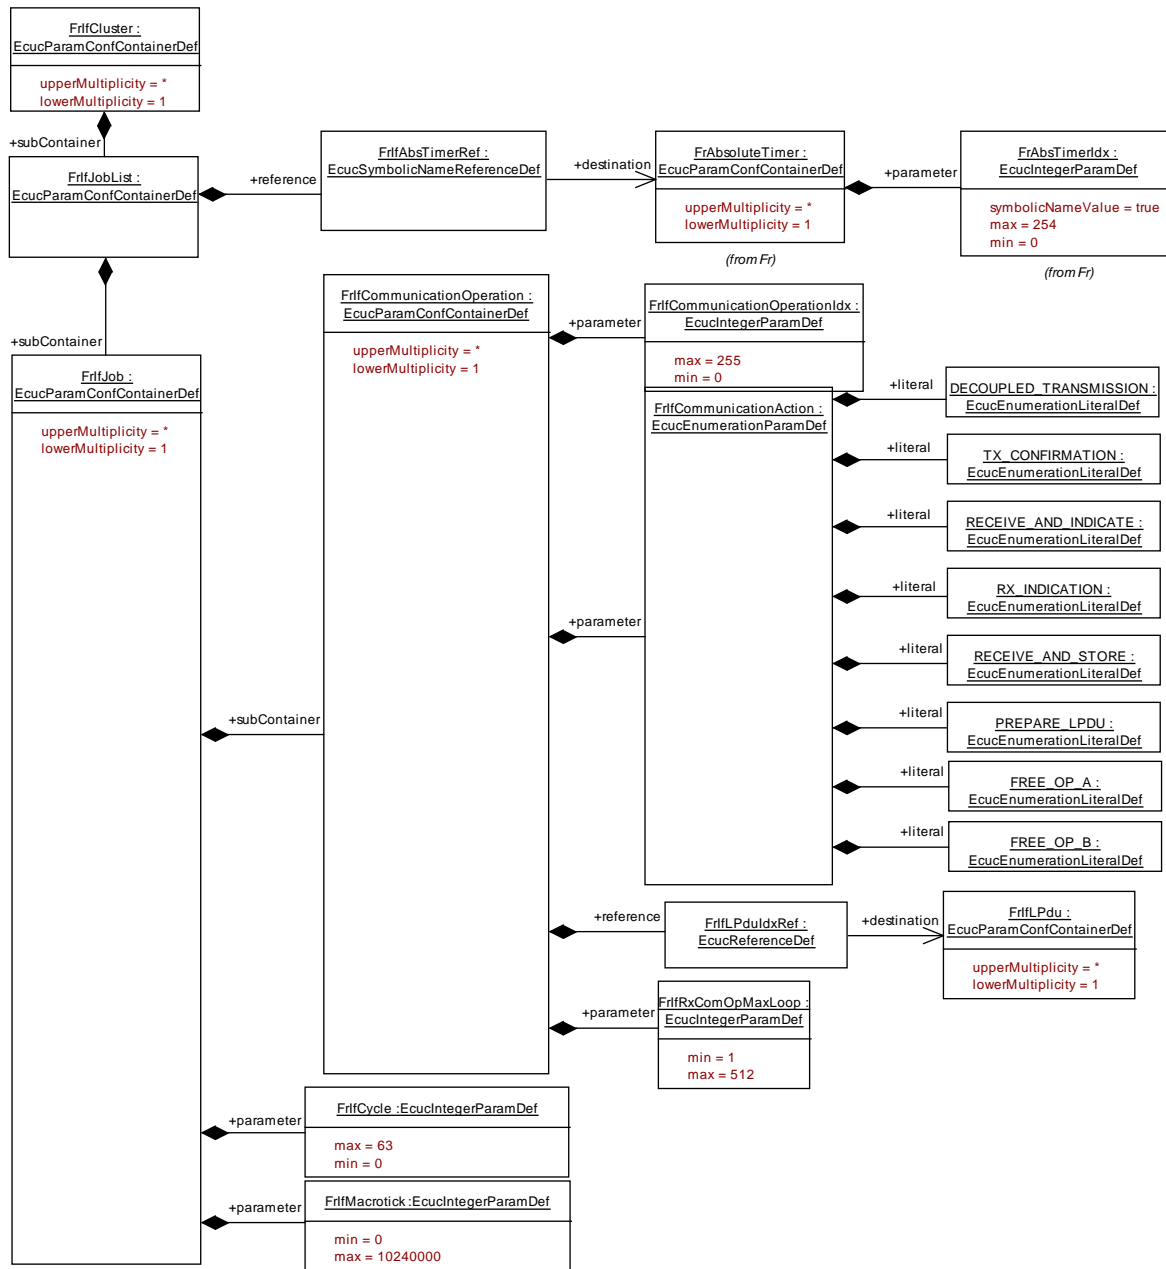 FrIfCluster :
EcucParamConfContainerDef
upperMultiplicity = *
lowerMultiplicity = 1
+subContainer
FrIfJobList :
EcucParamConfContainerDef
+reference
FrIfAbsTimerRef :
EcucSymbolicNameReferenceDef
+destination
FrAbsoluteTimer :
EcucParamConfContainerDef
upperMultiplicity = *
lowerMultiplicity = 1
(from Fr)
+parameter
FrAbsTimerIdx :
EcucIntegerParamDef
symbolicNameValue = true
max = 254
min = 0
(from Fr)
+subContainer
FrIfJob :
EcucParamConfContainerDef
upperMultiplicity = *
lowerMultiplicity = 1
+subContainer
FrIfCommunicationOperation :
EcucParamConfContainerDef
upperMultiplicity = *
lowerMultiplicity = 1
+parameter
FrIfCommunicationOperationIdx :
EcucIntegerParamDef
max = 255
min = 0
+parameter
FrIfCommunicationAction :
EcucEnumerationParamDef
+literal
DECOUPLED_TRANSMISSION :
EcucEnumerationLiteralDef
+literal
TX_CONFIRMATION :
EcucEnumerationLiteralDef
+literal
RECEIVE_AND_INDICATE :
EcucEnumerationLiteralDef
+literal
RX_INDICATION :
EcucEnumerationLiteralDef
+literal
RECEIVE_AND_STORE :
EcucEnumerationLiteralDef
+literal
PREPARE_LPDU :
EcucEnumerationLiteralDef
+literal
FREE_OP_A :
EcucEnumerationLiteralDef
+literal
FREE_OP_B :
EcucEnumerationLiteralDef
+reference
FrIfLPduIdxRef :
EcucReferenceDef
+destination
FrIfLPdu :
EcucParamConfContainerDef
upperMultiplicity = *
lowerMultiplicity = 1
+parameter
FrIfRxComOpMaxLoop :
EcucIntegerParamDef
min = 1
max = 512
+parameter
FrIfCycle :EcucIntegerParamDef
max = 63
min = 0
+parameter
FrIfMacrotick :EcucIntegerParamDef
min = 0
max = 10240000